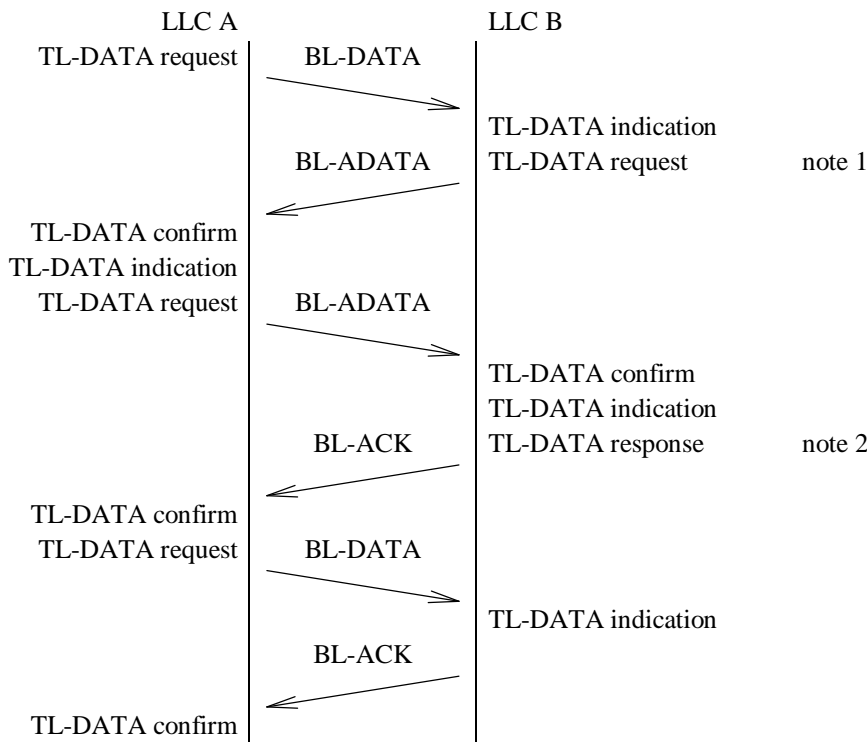 LLC A LLC B
TL-DATA request BL-DATA
TL-DATA indication
BL-ADATA TL-DATA request note 1
TL-DATA confirm
TL-DATA indication
TL-DATA request BL-ADATA
TL-DATA confirm
TL-DATA indication
BL-ACK TL-DATA response note 2
TL-DATA confirm
TL-DATA request BL-DATA
TL-DATA indication
BL-ACK
TL-DATA confirm